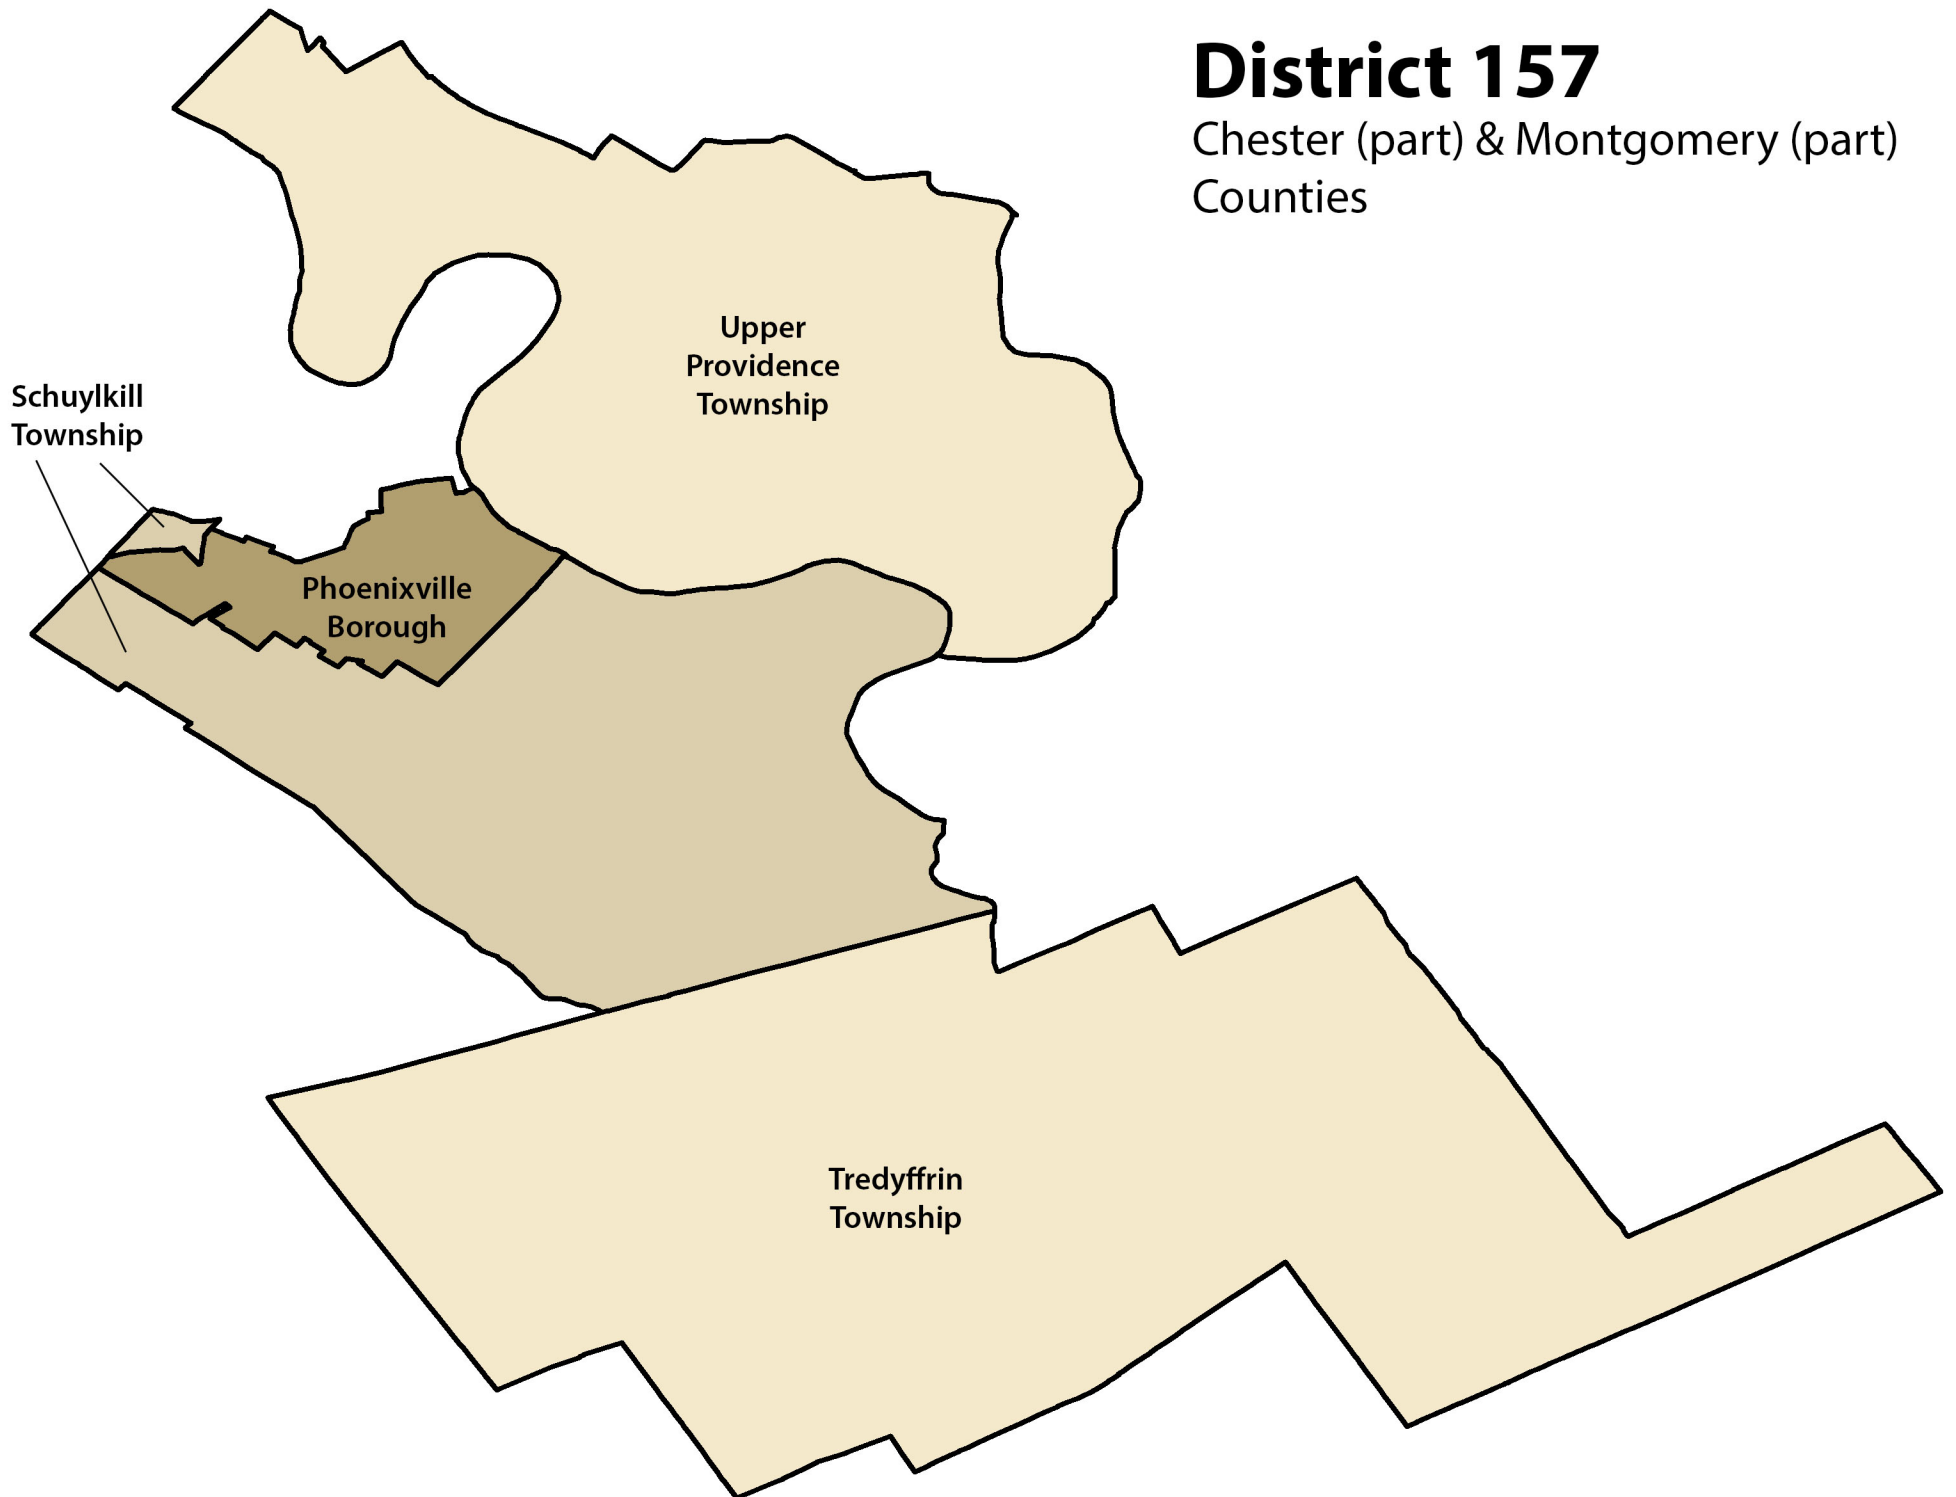 District 157
Chester (part) & Montgomery (part)
Counties
Upper
Providence
Township
Schuylkill
Township
Phoenixville
Borough
Tredyffrin
Township